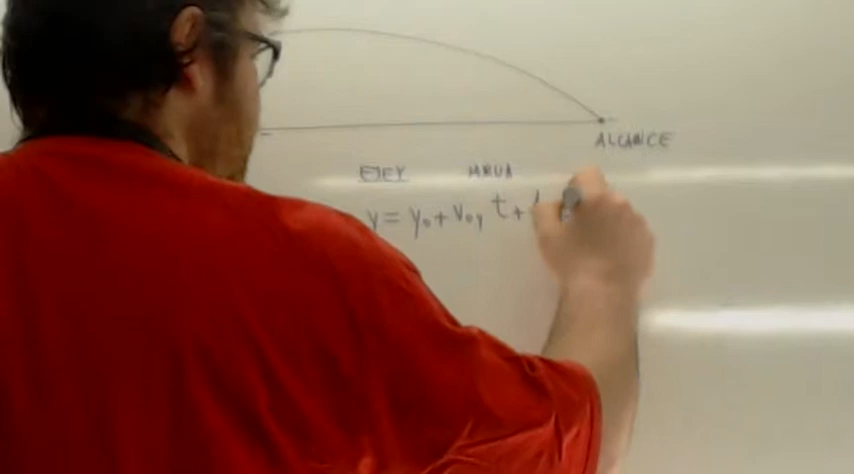 ALCANCE
EJE Y MRUA
y = y₀ + v₀y t +